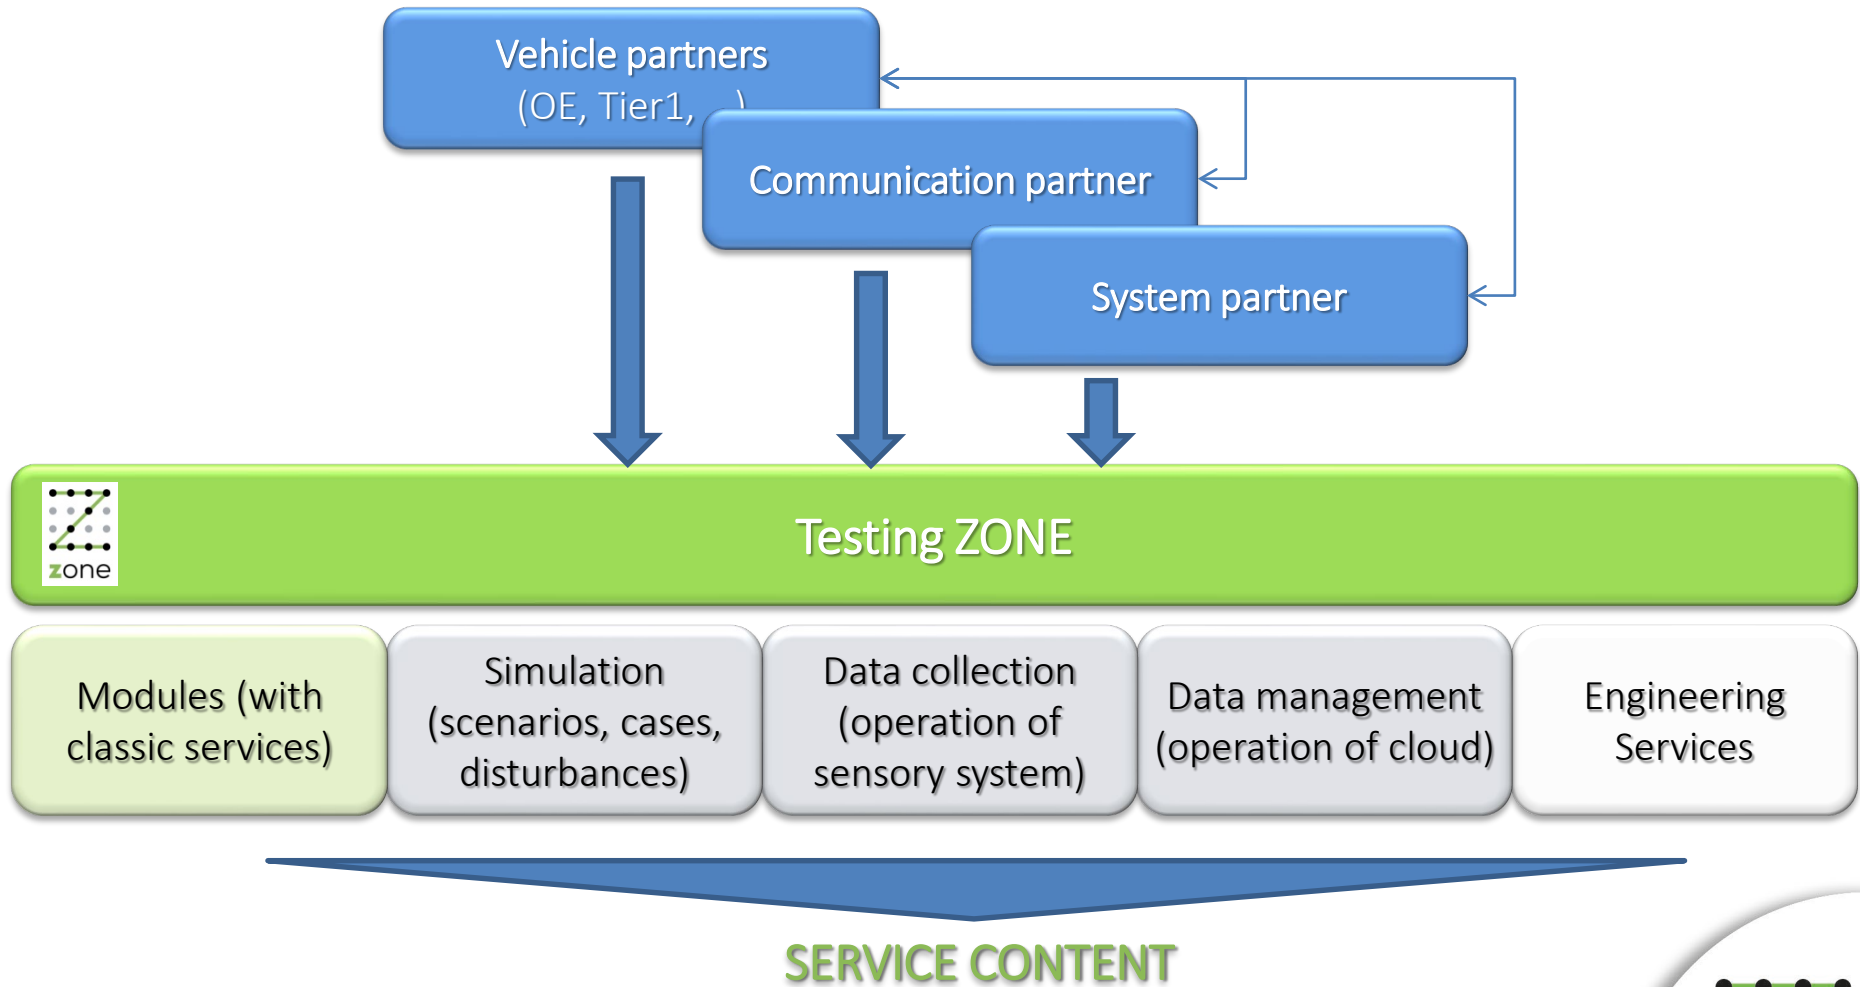 Vehicle partners
(OE, Tier1,
Communication partner
System partner
Testing ZONE
zone
Modules (with
classic services)
Simulation
(scenarios, cases,
disturbances)
Data collection
(operation of
sensory system)
Data management
(operation of cloud)
Engineering
Services
SERVICE CONTENT